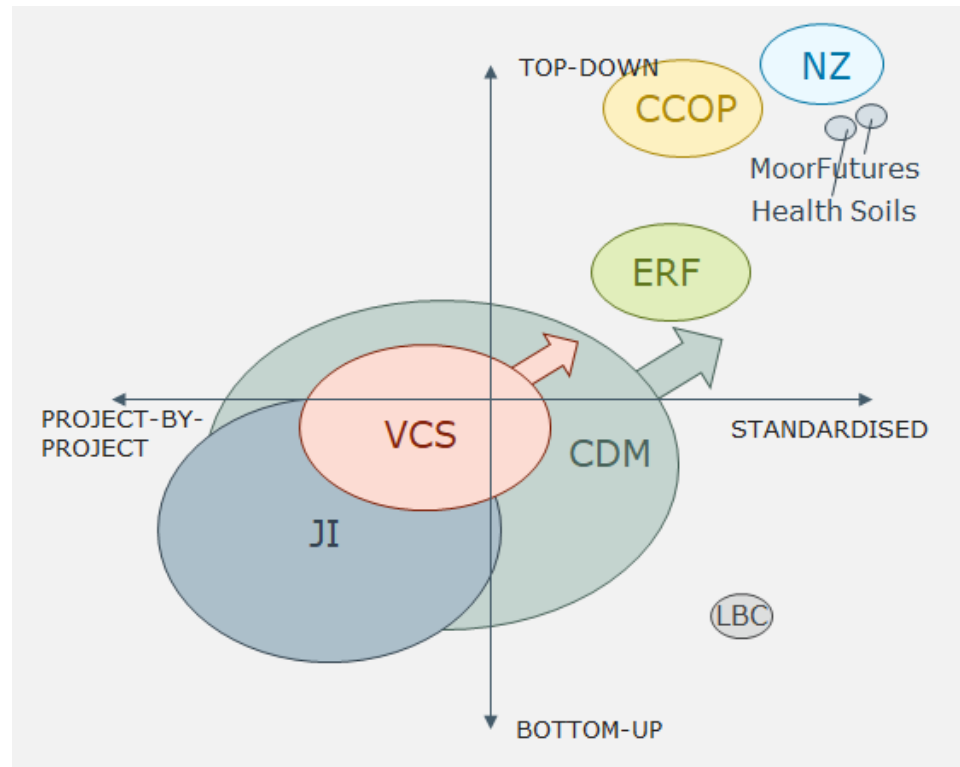 TOP-DOWN
NZ
CCOP
MoorFutures
Health Soils
ERF
PROJECT-BY-
PROJECT
STANDARDISED
VCS
CDM
JI
LBC
BOTTOM-UP